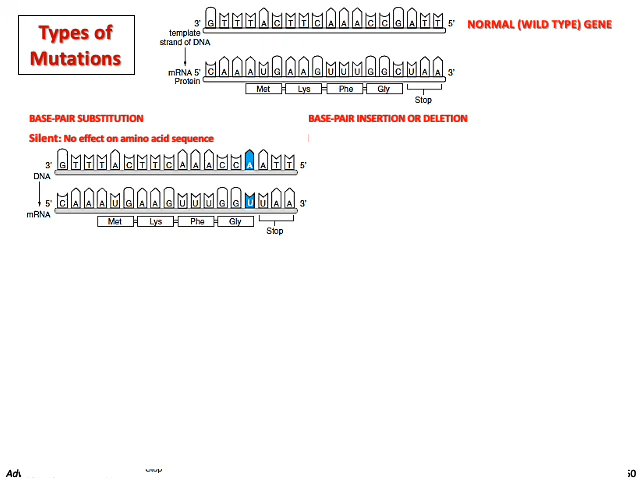 Types of
Mutations
NORMAL (WILD TYPE) GENE
3' G T T T A C T T C A A A C C G A T T 5'
template
strand of DNA
mRNA 5' C A A A U G A A G U U U G G C U A A 3'
Protein
Met Lys Phe Gly
Stop
BASE-PAIR SUBSTITUTION
BASE-PAIR INSERTION OR DELETION
Silent: No effect on amino acid sequence
3' G T T T A C T T C A A A C C A A T T 5'
DNA
5' C A A A U G A A G U U U G G U U A A 3'
mRNA
Met Lys Phe Gly
Stop